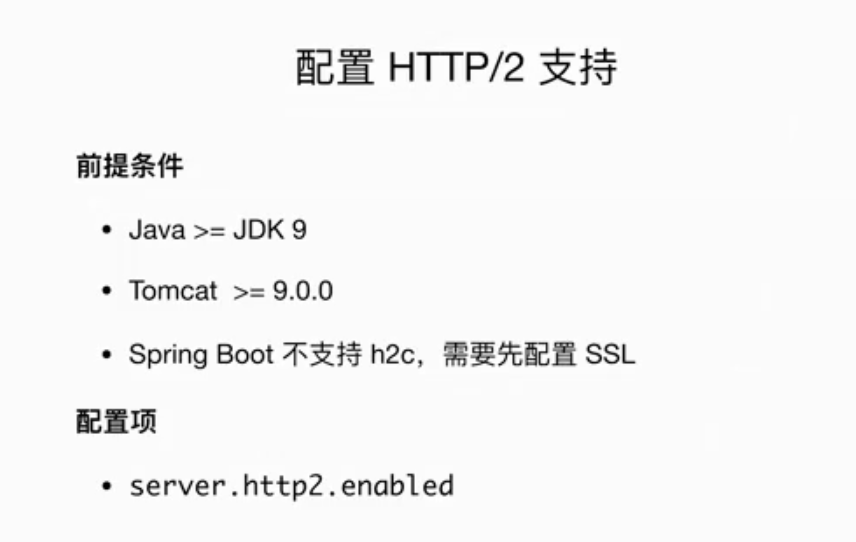 配置 HTTP/2 支持
前提条件
• Java >= JDK 9
• Tomcat >= 9.0.0
• Spring Boot 不支持 h2c，需要先配置 SSL
配置项
• server.http2.enabled